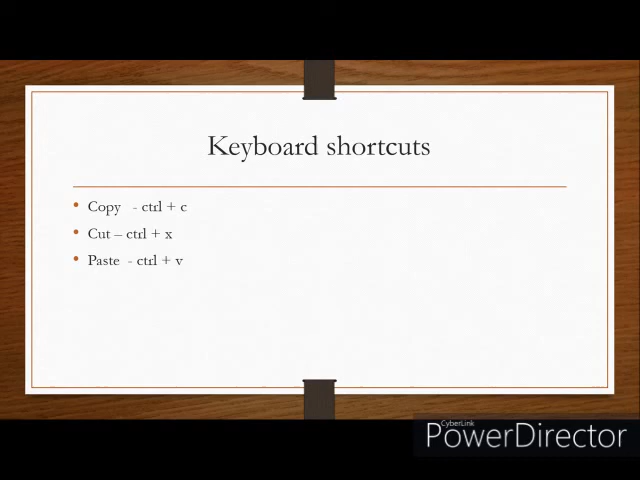 Keyboard shortcuts
Copy - ctrl + c
Cut – ctrl + x
Paste - ctrl + v
CyberLink
PowerDirector